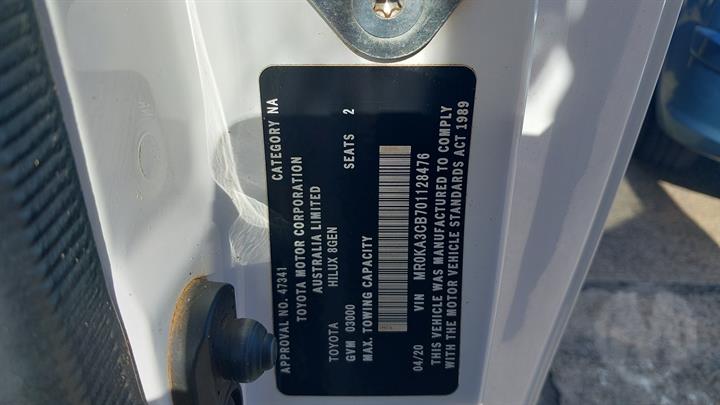 APPROVAL NO. 47341 CATEGORY NA
TOYOTA MOTOR CORPORATION
AUSTRALIA LIMITED
TOYOTA HILUX 8GEN
GVM 03000 SEATS 2
MAX. TOWING CAPACITY
04/20 VIN MR0KA3CB701128476
THIS VEHICLE WAS MANUFACTURED TO COMPLY
WITH THE MOTOR VEHICLE STANDARDS ACT 1989